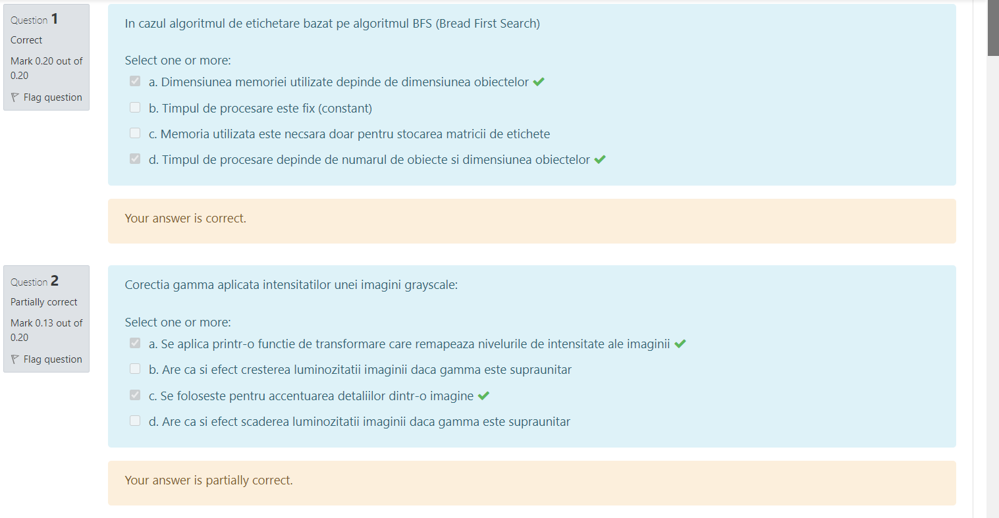 Question 1
Correct
Mark 0.20 out of
0.20
Flag question
In cazul algoritmul de etichetare bazat pe algoritmul BFS (Bread First Search)
Select one or more:
a. Dimensiunea memoriei utilizate depinde de dimensiunea obiectelor
b. Timpul de procesare este fix (constant)
c. Memoria utilizata este necsara doar pentru stocarea matricii de etichete
d. Timpul de procesare depinde de numarul de obiecte si dimensiunea obiectelor
Your answer is correct.
Question 2
Partially correct
Mark 0.13 out of
0.20
Flag question
Corectia gamma aplicata intensitatilor unei imagini grayscale:
Select one or more:
a. Se aplica printr-o functie de transformare care remapeaza nivelurile de intensitate ale imaginii
b. Are ca si efect cresterea luminozitatii imaginii daca gamma este supraunitar
c. Se foloseste pentru accentuarea detaliilor dintr-o imagine
d. Are ca si efect scaderea luminozitatii imaginii daca gamma este supraunitar
Your answer is partially correct.